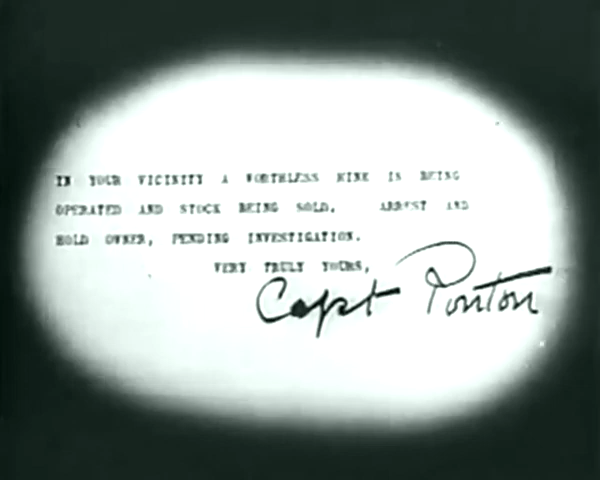 IN YOUR VICINITY A WORTHLESS MINE IS BEING
OPERATED AND STOCK BEING SOLD. ARREST AND
HOLD OWNER, PENDING INVESTIGATION.
VERY TRULY YOURS,
Capt Ponton